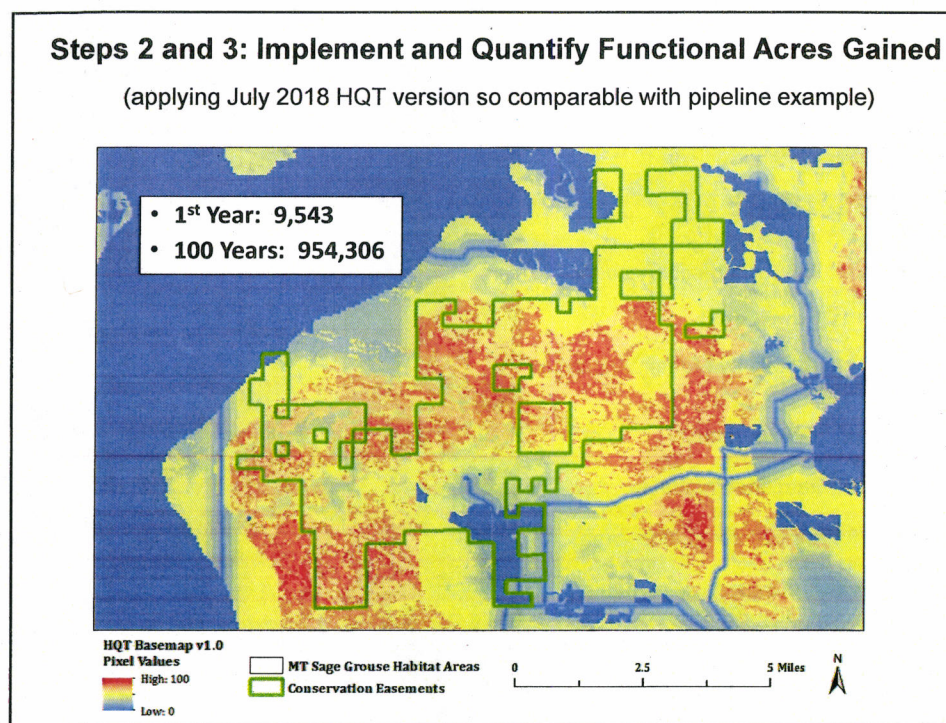 Steps 2 and 3: Implement and Quantify Functional Acres Gained
(applying July 2018 HQT version so comparable with pipeline example)
• 1st Year: 9,543
• 100 Years: 954,306
HQT Basemap v1.0
Pixel Values
High: 100
Low: 0
MT Sage Grouse Habitat Areas
Conservation Easements
0 2.5 5 Miles
N